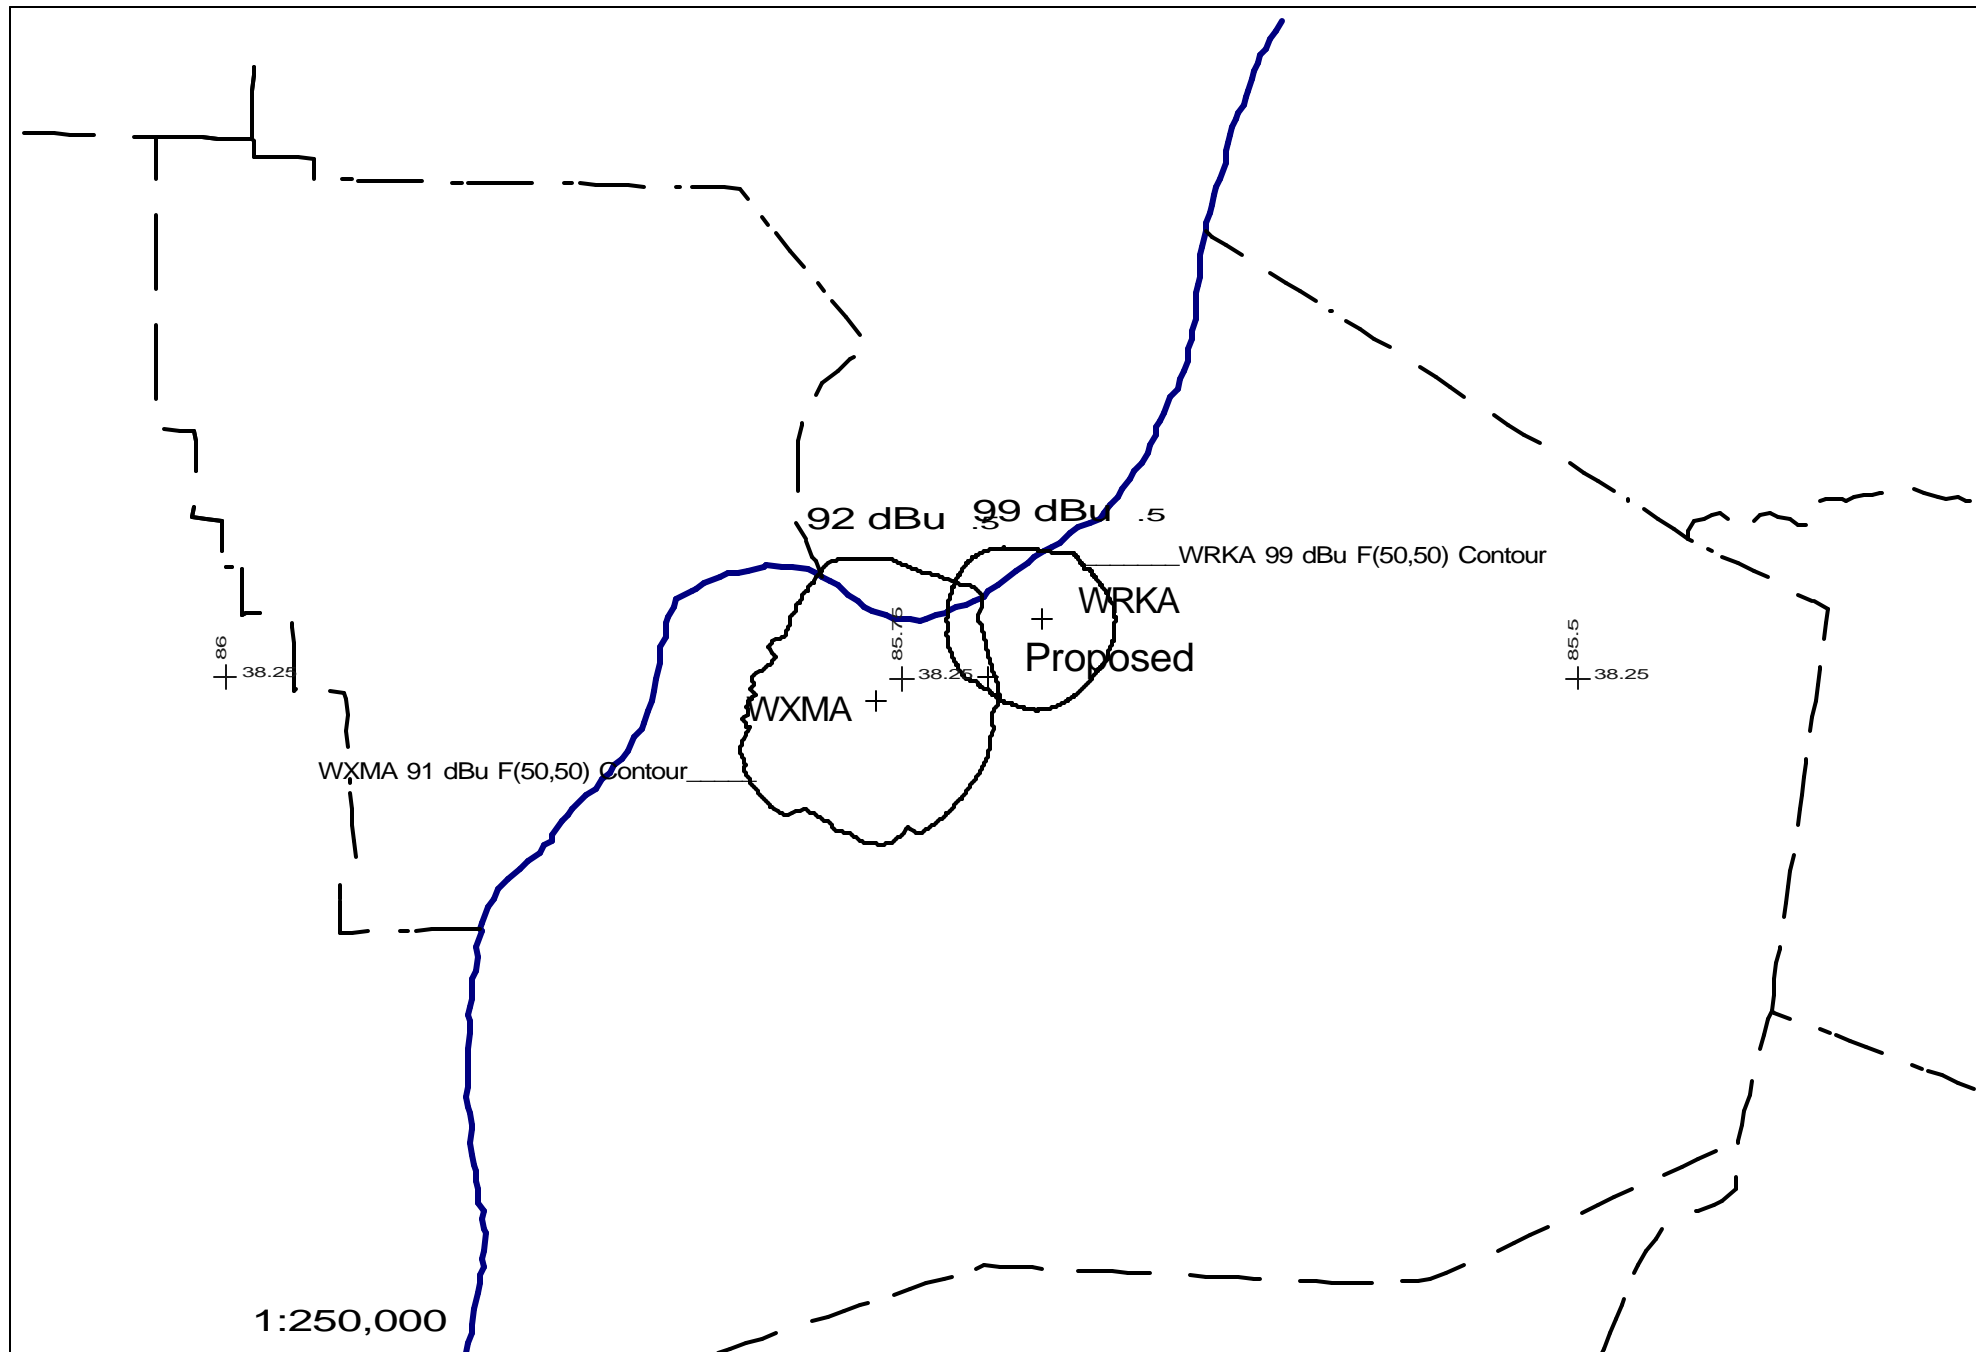 92 dBu .5
99 dBu .5
WRKA 99 dBu F(50,50) Contour
WRKA
86
38.25
85.75
38.25
Proposed
85.5
38.25
WXMA
WXMA 91 dBu F(50,50) Contour
1:250,000